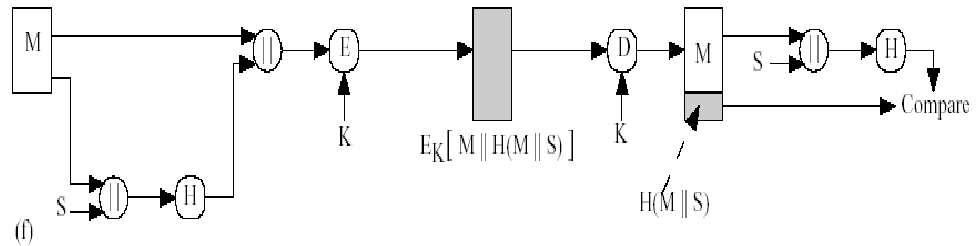 M || E D M S || H
K K Compare
E_K[ M || H(M || S) ]
S || H H(M || S)
(f)